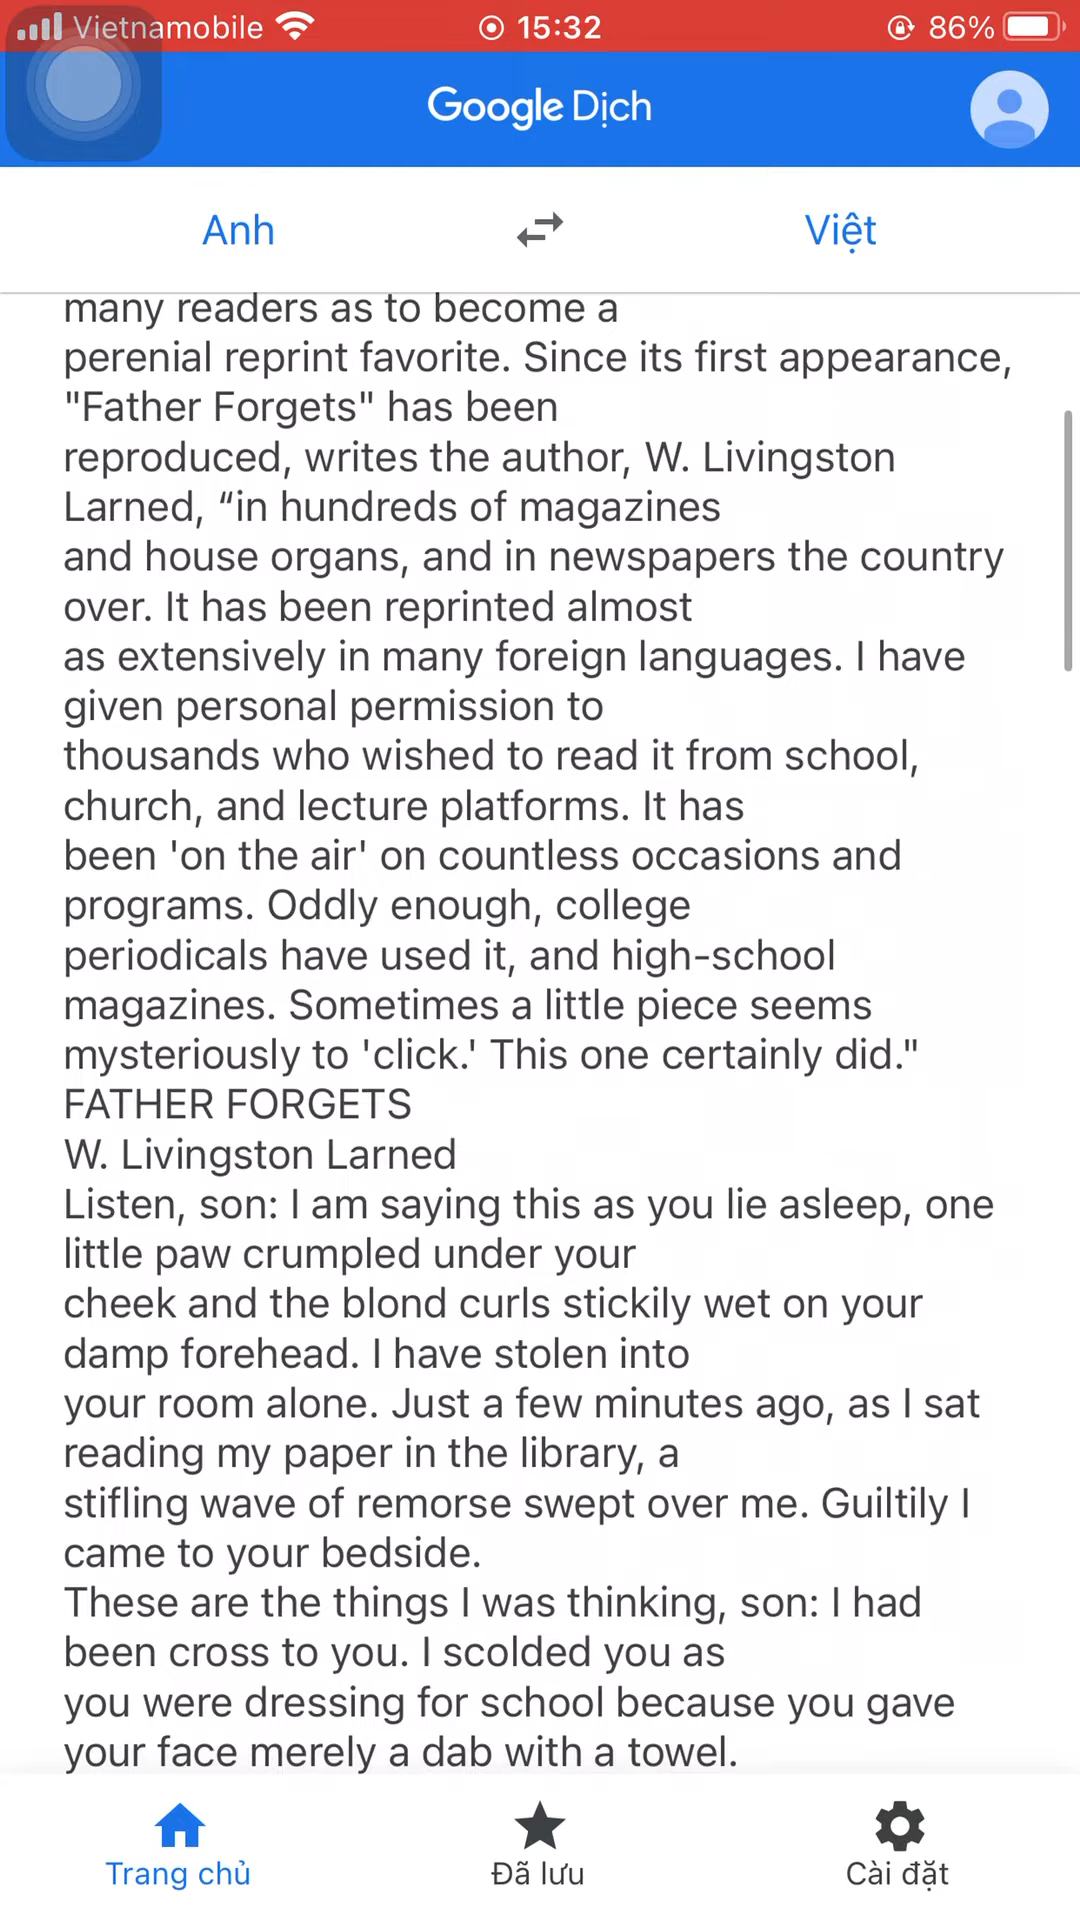 Vietnamobile
15:32
86%
Google Dịch
Anh
Việt
many readers as to become a
perenial reprint favorite. Since its first appearance,
"Father Forgets" has been
reproduced, writes the author, W. Livingston
Larned, “in hundreds of magazines
and house organs, and in newspapers the country
over. It has been reprinted almost
as extensively in many foreign languages. I have
given personal permission to
thousands who wished to read it from school,
church, and lecture platforms. It has
been 'on the air' on countless occasions and
programs. Oddly enough, college
periodicals have used it, and high-school
magazines. Sometimes a little piece seems
mysteriously to 'click.' This one certainly did."
FATHER FORGETS
W. Livingston Larned
Listen, son: I am saying this as you lie asleep, one
little paw crumpled under your
cheek and the blond curls stickily wet on your
damp forehead. I have stolen into
your room alone. Just a few minutes ago, as I sat
reading my paper in the library, a
stifling wave of remorse swept over me. Guiltily I
came to your bedside.
These are the things I was thinking, son: I had
been cross to you. I scolded you as
you were dressing for school because you gave
your face merely a dab with a towel.
Trang chủ
Đã lưu
Cài đặt